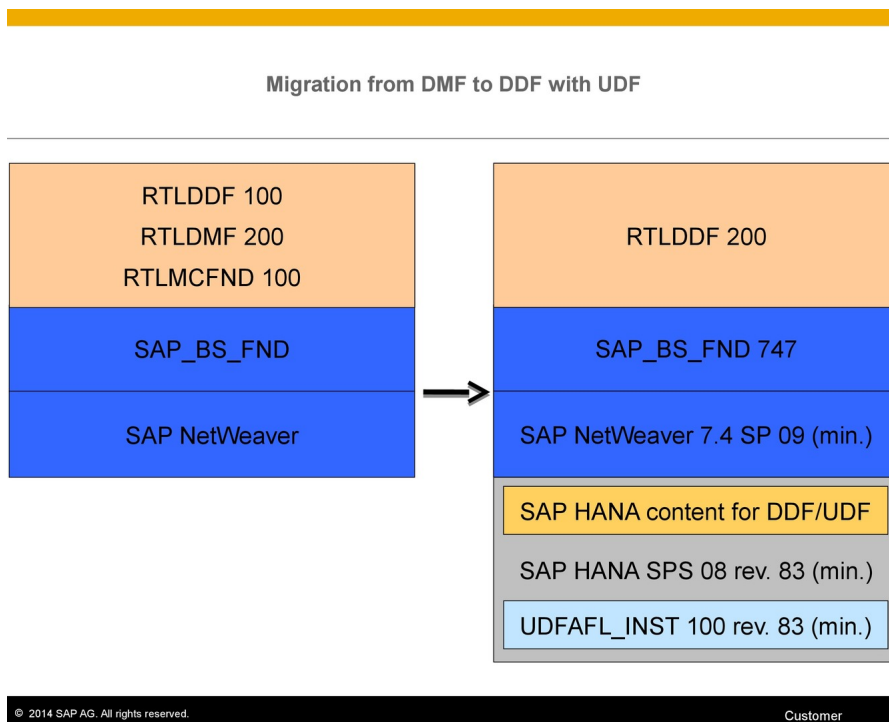 Migration from DMF to DDF with UDF
RTLDDF 100
RTLDMF 200
RTLMCFND 100
SAP_BS_FND
SAP NetWeaver
RTLDDF 200
SAP_BS_FND 747
SAP NetWeaver 7.4 SP 09 (min.)
SAP HANA content for DDF/UDF
SAP HANA SPS 08 rev. 83 (min.)
UDFAFL_INST 100 rev. 83 (min.)
© 2014 SAP AG. All rights reserved.
Customer